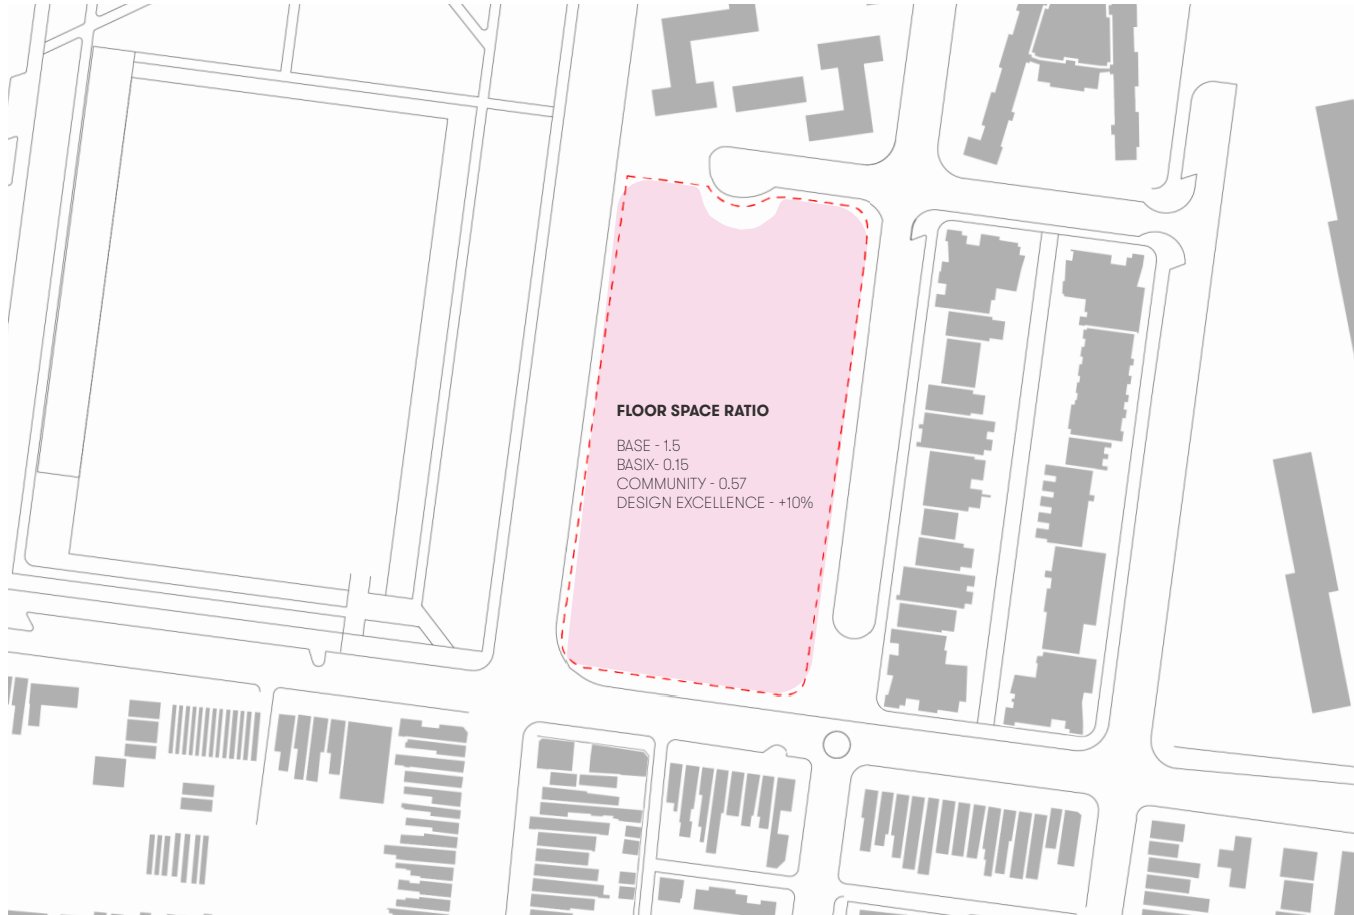 FLOOR SPACE RATIO
BASE - 1.5
BASIX- 0.15
COMMUNITY - 0.57
DESIGN EXCELLENCE - +10%